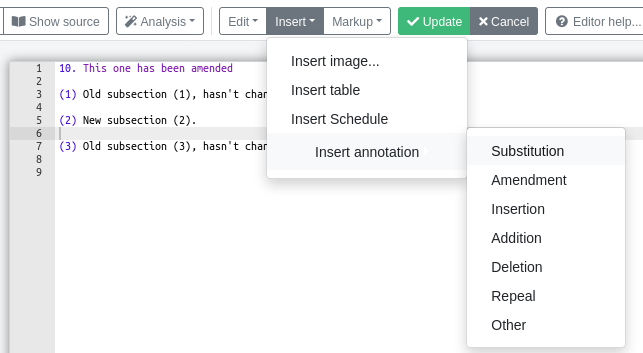 Show source Analysis Edit Insert Markup Update Cancel Editor help...
Insert image...
Insert table
Insert Schedule
Insert annotation
Substitution
Amendment
Insertion
Addition
Deletion
Repeal
Other
1 10. This one has been amended
2
3 (1) Old subsection (1), hasn't chan
4
5 (2) New subsection (2).
6
7 (3) Old subsection (3), hasn't chan
8
9